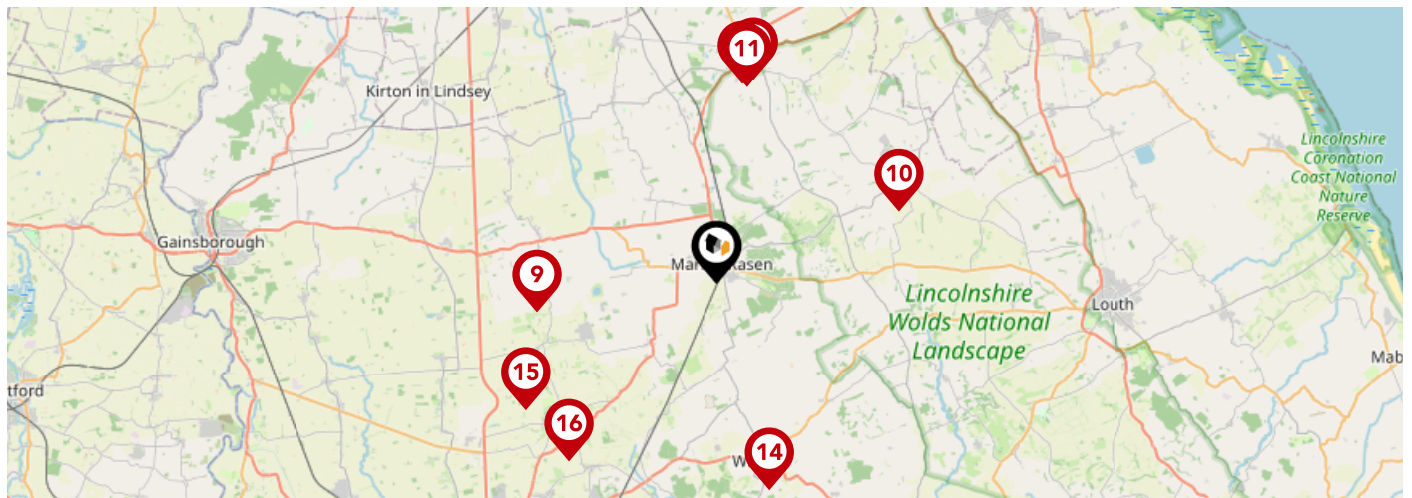 11
Kirton in Lindsey
Lincolnshire
Coronation
Coast National
Nature
Reserve
10
Gainsborough
9
Lincolnshire
Wolds National
Landscape
Louth
15
16
14